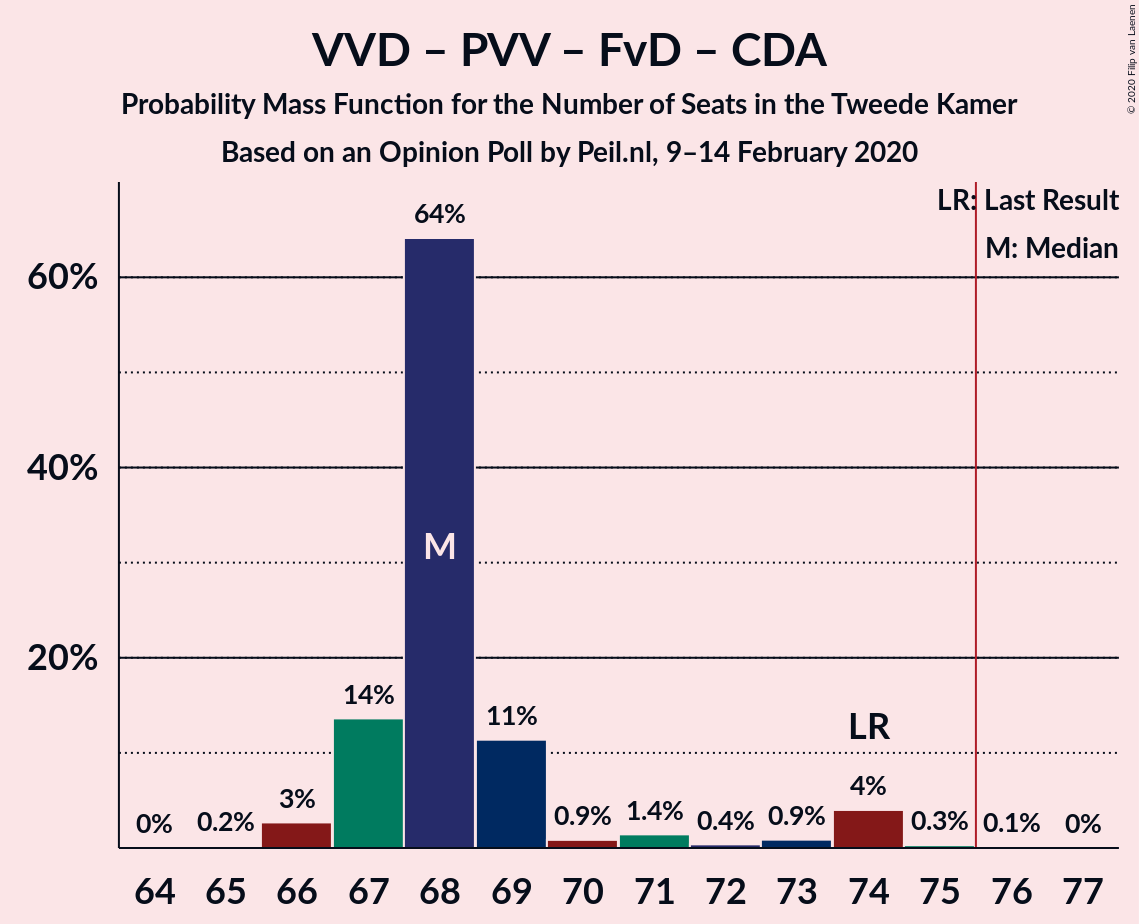 VVD – PVV – FvD – CDA
Probability Mass Function for the Number of Seats in the Tweede Kamer
Based on an Opinion Poll by Peil.nl, 9–14 February 2020
© 2020 Filip van Laenen
LR: Last Result
M: Median
60%
40%
20%
0%
0.2%
3%
14%
64%
11%
0.9%
1.4%
0.4%
0.9%
4%
0.3%
0.1%
0%
M
LR
64 65 66 67 68 69 70 71 72 73 74 75 76 77